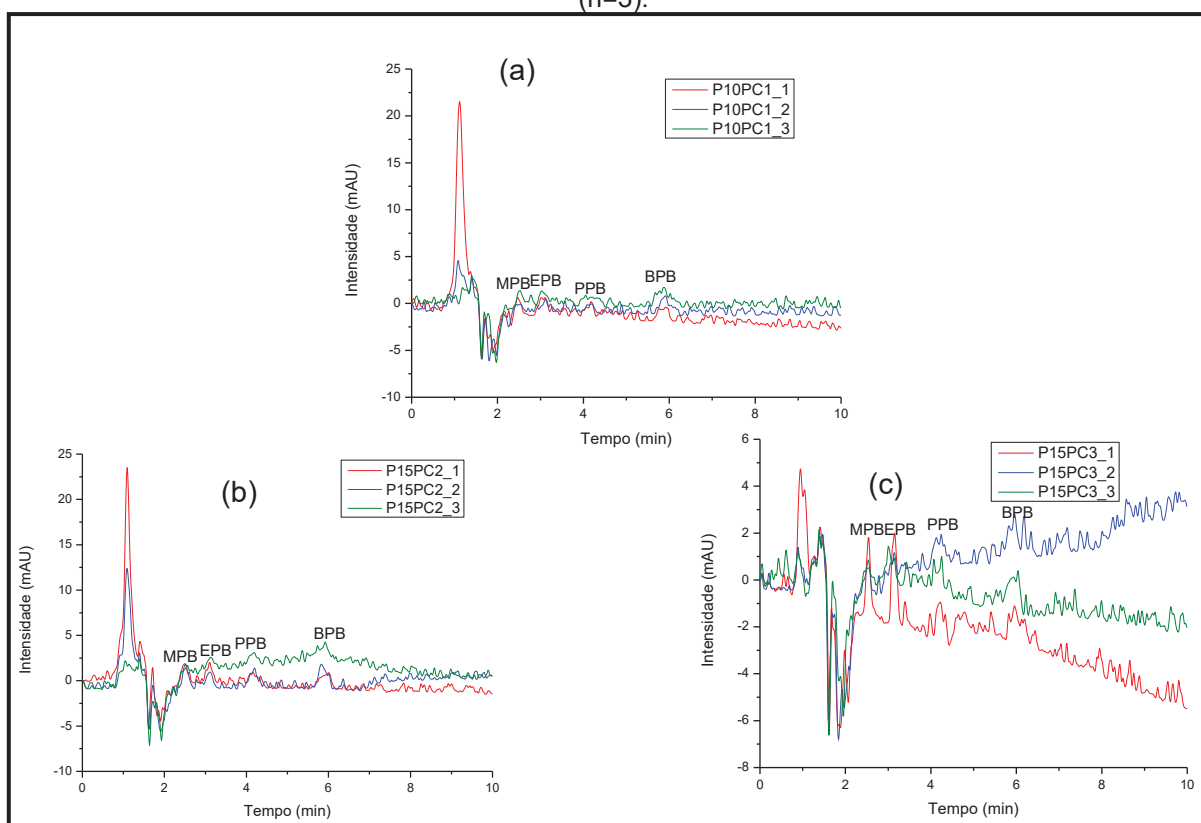 (n=5).
(a)
P10PC1_1
P10PC1_2
P10PC1_3
25
20
15
10
5
0
-5
-10
Intensidade (mAU)
MPB EPB PPB BPB
0 2 4 6 8 10
Tempo (min)
(b)
P15PC2_1
P15PC2_2
P15PC2_3
25
20
15
10
5
0
-5
-10
Intensidade (mAU)
MPB EPB PPB BPB
0 2 4 6 8 10
Tempo (min)
(c)
P15PC3_1
P15PC3_2
P15PC3_3
6
4
2
0
-2
-4
-6
-8
Intensidade (mAU)
MPB EPB PPB BPB
0 2 4 6 8 10
Tempo (min)